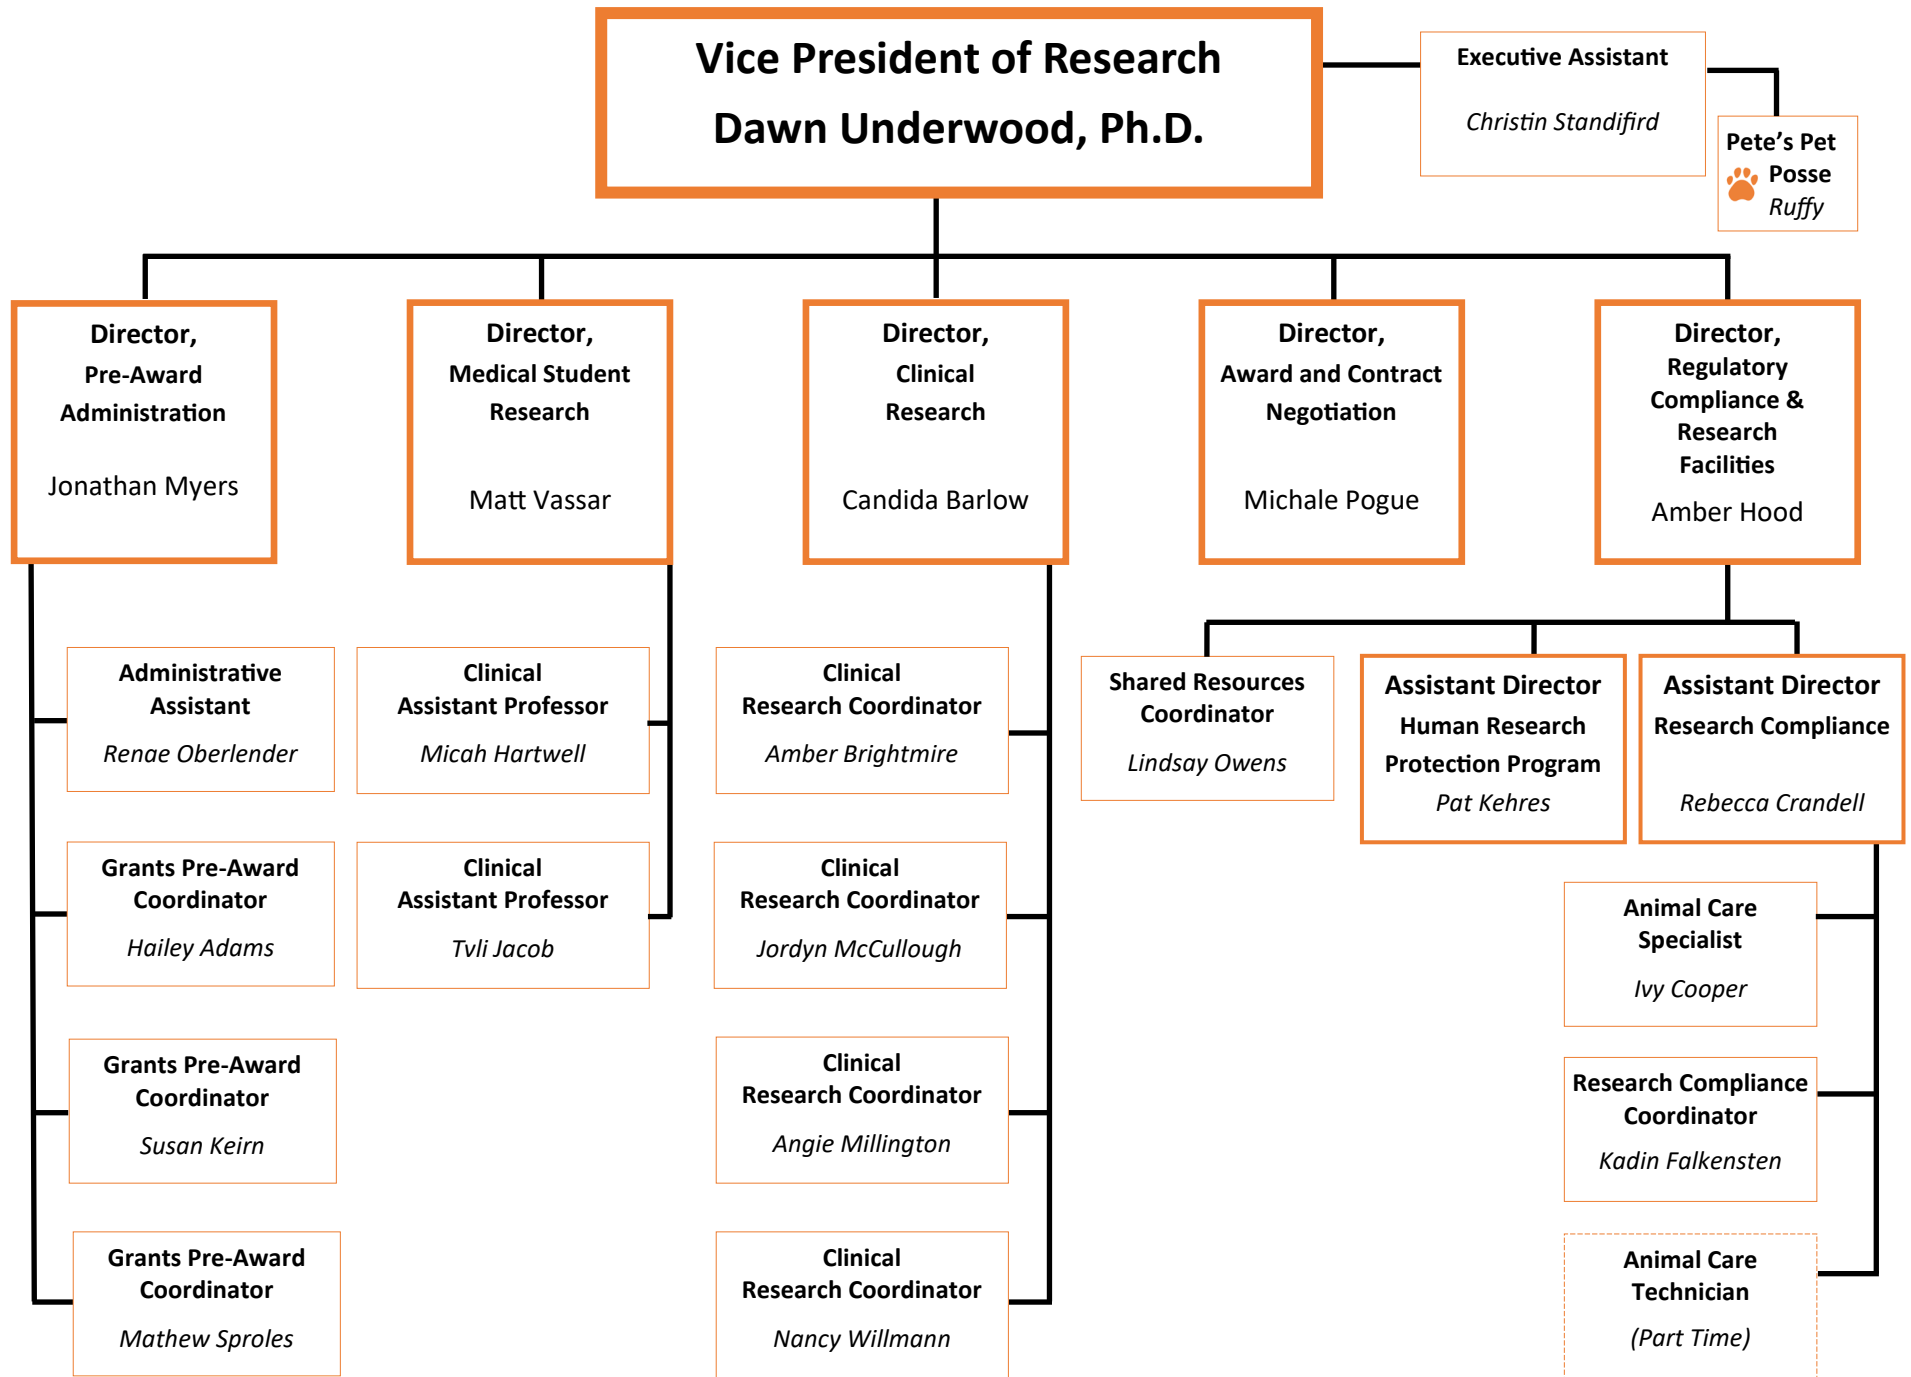 Vice President of Research
Dawn Underwood, Ph.D.
Executive Assistant
Christin Standifird
Pete's Pet
Posse
Ruffy
Director,
Pre-Award
Administration
Jonathan Myers
Director,
Medical Student
Research
Matt Vassar
Director,
Clinical
Research
Candida Barlow
Director,
Award and Contract
Negotiation
Michale Pogue
Director,
Regulatory
Compliance &
Research
Facilities
Amber Hood
Administrative
Assistant
Renae Oberlender
Grants Pre-Award
Coordinator
Hailey Adams
Grants Pre-Award
Coordinator
Susan Keirn
Grants Pre-Award
Coordinator
Mathew Sproles
Clinical
Assistant Professor
Micah Hartwell
Clinical
Assistant Professor
Tvli Jacob
Clinical
Research Coordinator
Amber Brightmire
Clinical
Research Coordinator
Jordyn McCullough
Clinical
Research Coordinator
Angie Millington
Clinical
Research Coordinator
Nancy Willmann
Shared Resources
Coordinator
Lindsay Owens
Assistant Director
Human Research
Protection Program
Pat Kehres
Assistant Director
Research Compliance
Rebecca Crandell
Animal Care
Specialist
Ivy Cooper
Research Compliance
Coordinator
Kadin Falkensten
Animal Care
Technician
(Part Time)